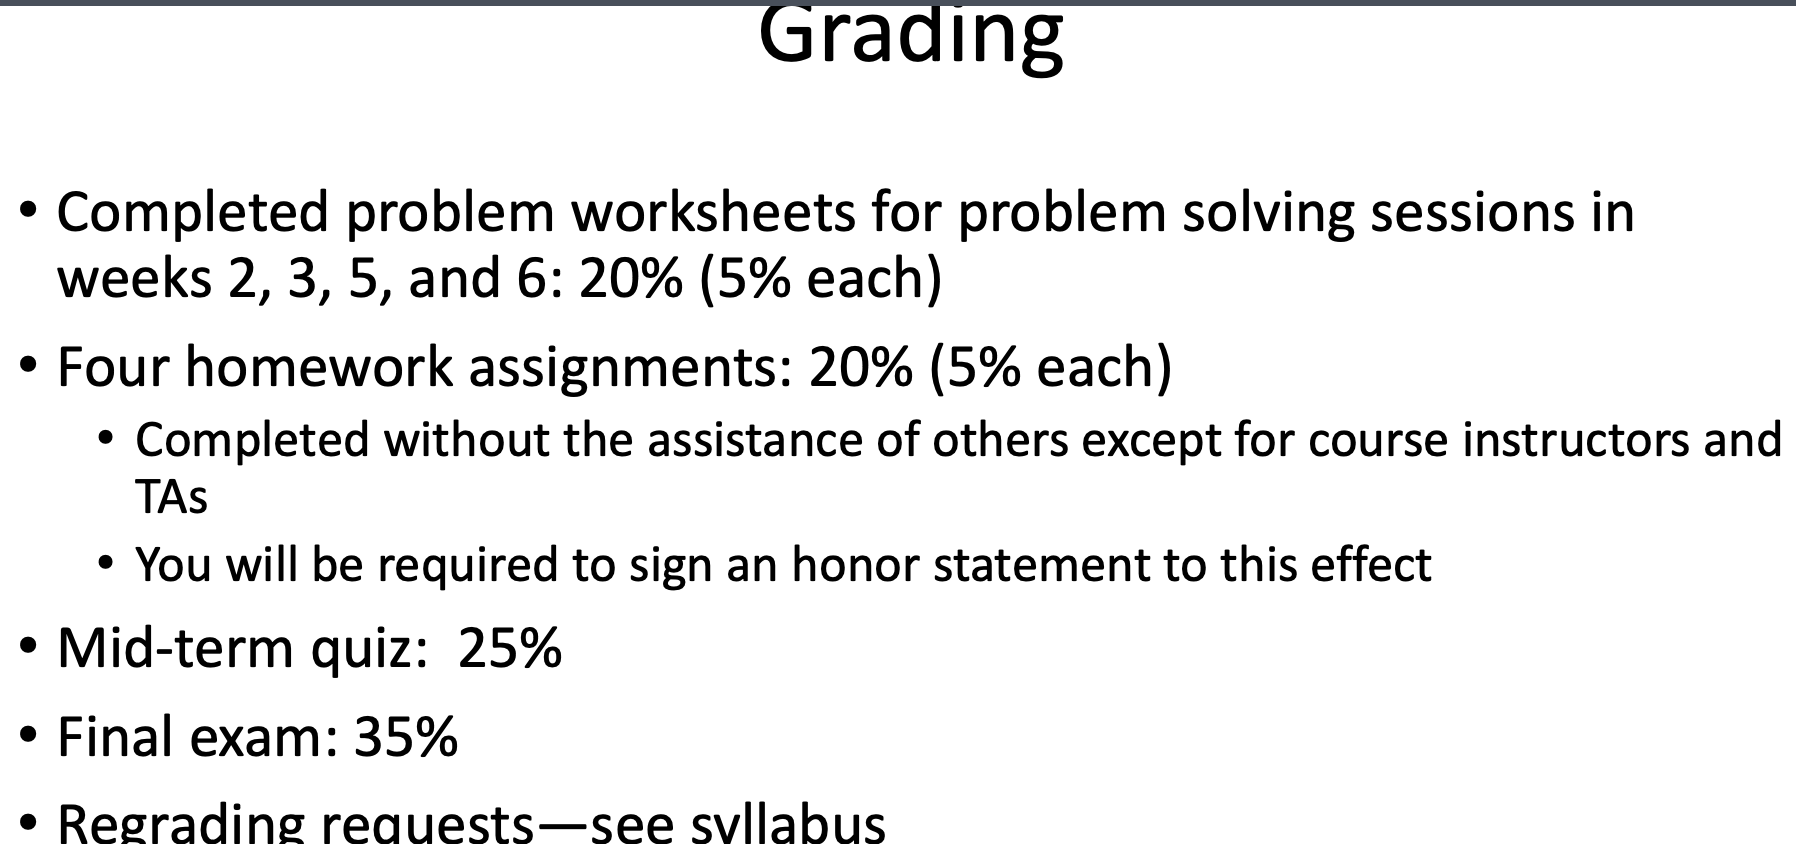 Grading
• Completed problem worksheets for problem solving sessions in
weeks 2, 3, 5, and 6: 20% (5% each)
• Four homework assignments: 20% (5% each)
• Completed without the assistance of others except for course instructors and
TAs
• You will be required to sign an honor statement to this effect
• Mid-term quiz:  25%
• Final exam: 35%
• Regrading requests—see syllabus